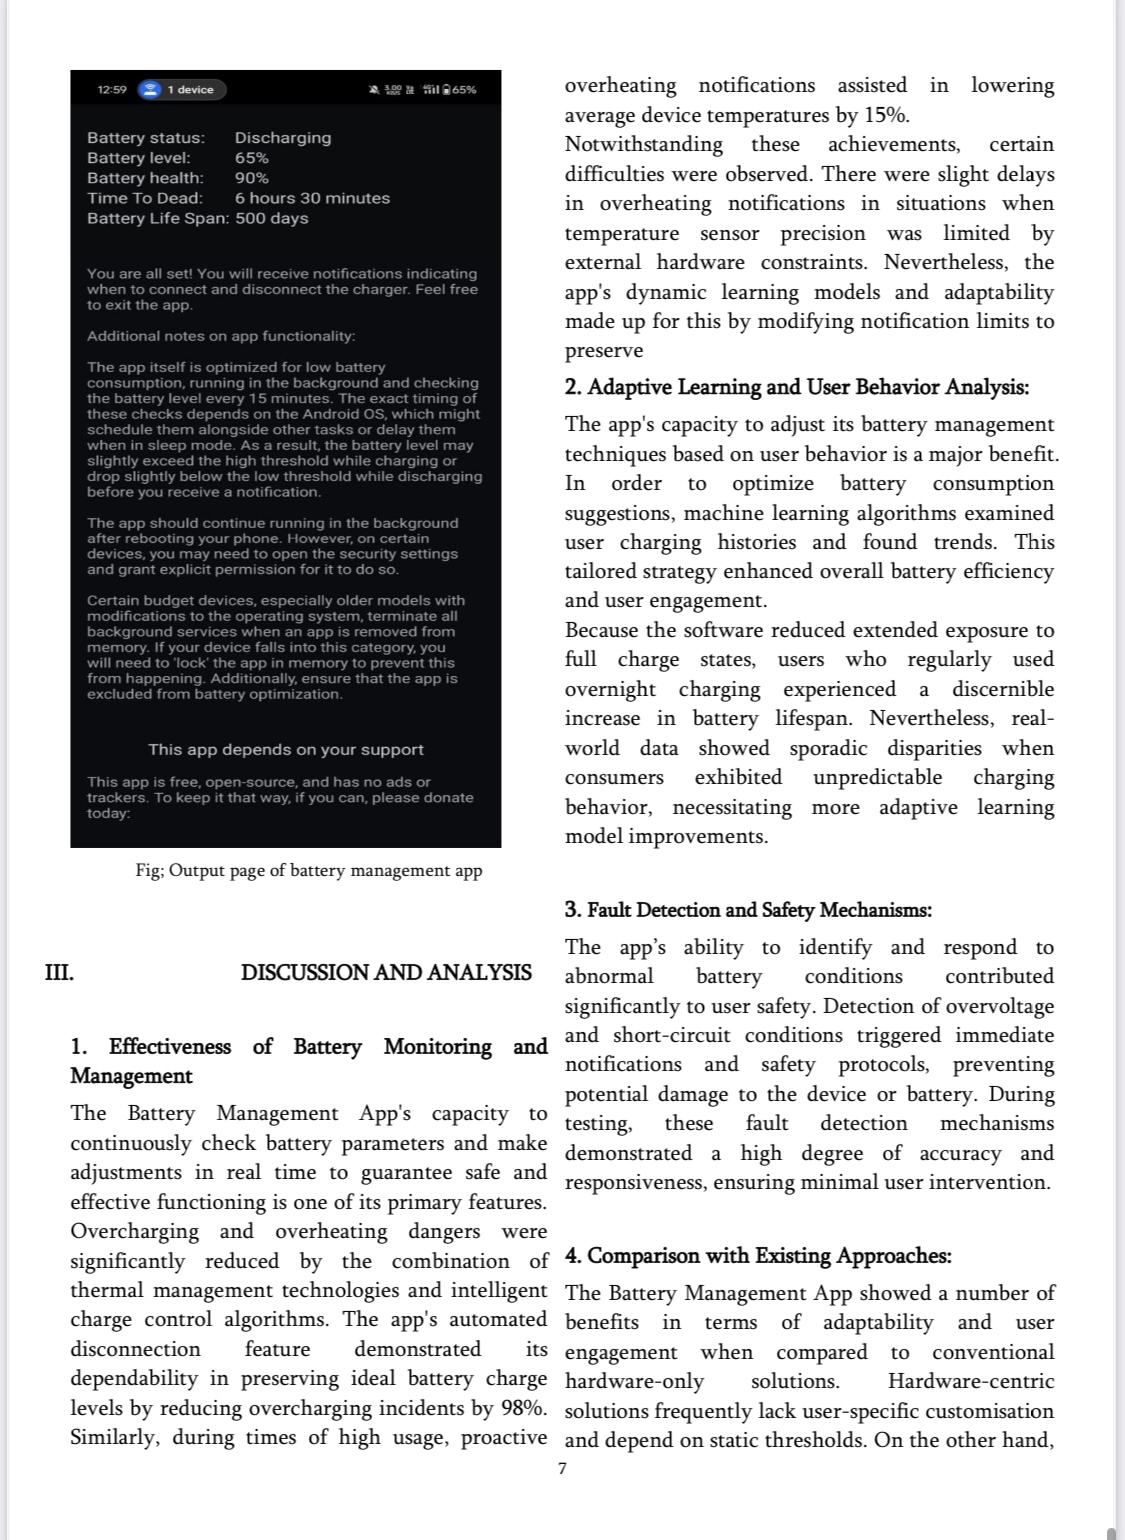 12:59 1 device 3.00 65%
Battery status: Discharging
Battery level: 65%
Battery health: 90%
Time To Dead: 6 hours 30 minutes
Battery Life Span: 500 days
You are all set! You will receive notifications indicating
when to connect and disconnect the charger. Feel free
to exit the app.
Additional notes on app functionality:
The app itself is optimized for low battery
consumption, running in the background and checking
the battery level every 15 minutes. The exact timing of
these checks depends on the Android OS, which might
schedule them alongside other tasks or delay them
when in sleep mode. As a result, the battery level may
slightly exceed the high threshold while charging or
drop slightly below the low threshold while discharging
before you receive a notification.
The app should continue running in the background
after rebooting your phone. However, on certain
devices, you may need to open the security settings
and grant explicit permission for it to do so.
Certain budget devices, especially older models with
modifications to the operating system, terminate all
background services when an app is removed from
memory. If your device falls into this category, you
will need to 'lock' the app in memory to prevent this
from happening. Additionally, ensure that the app is
excluded from battery optimization.
This app depends on your support
This app is free, open-source, and has no ads or
trackers. To keep it that way, if you can, please donate
today:
Fig; Output page of battery management app
III. DISCUSSION AND ANALYSIS
1. Effectiveness of Battery Monitoring and
Management
The Battery Management App's capacity to
continuously check battery parameters and make
adjustments in real time to guarantee safe and
effective functioning is one of its primary features.
Overcharging and overheating dangers were
significantly reduced by the combination of
thermal management technologies and intelligent
charge control algorithms. The app's automated
disconnection feature demonstrated its
dependability in preserving ideal battery charge
levels by reducing overcharging incidents by 98%.
Similarly, during times of high usage, proactive
overheating notifications assisted in lowering
average device temperatures by 15%.
Notwithstanding these achievements, certain
difficulties were observed. There were slight delays
in overheating notifications in situations when
temperature sensor precision was limited by
external hardware constraints. Nevertheless, the
app's dynamic learning models and adaptability
made up for this by modifying notification limits to
preserve
2. Adaptive Learning and User Behavior Analysis:
The app's capacity to adjust its battery management
techniques based on user behavior is a major benefit.
In order to optimize battery consumption
suggestions, machine learning algorithms examined
user charging histories and found trends. This
tailored strategy enhanced overall battery efficiency
and user engagement.
Because the software reduced extended exposure to
full charge states, users who regularly used
overnight charging experienced a discernible
increase in battery lifespan. Nevertheless, real-
world data showed sporadic disparities when
consumers exhibited unpredictable charging
behavior, necessitating more adaptive learning
model improvements.
3. Fault Detection and Safety Mechanisms:
The app’s ability to identify and respond to
abnormal battery conditions contributed
significantly to user safety. Detection of overvoltage
and short-circuit conditions triggered immediate
notifications and safety protocols, preventing
potential damage to the device or battery. During
testing, these fault detection mechanisms
demonstrated a high degree of accuracy and
responsiveness, ensuring minimal user intervention.
4. Comparison with Existing Approaches:
The Battery Management App showed a number of
benefits in terms of adaptability and user
engagement when compared to conventional
hardware-only solutions. Hardware-centric
solutions frequently lack user-specific customisation
and depend on static thresholds. On the other hand,
7